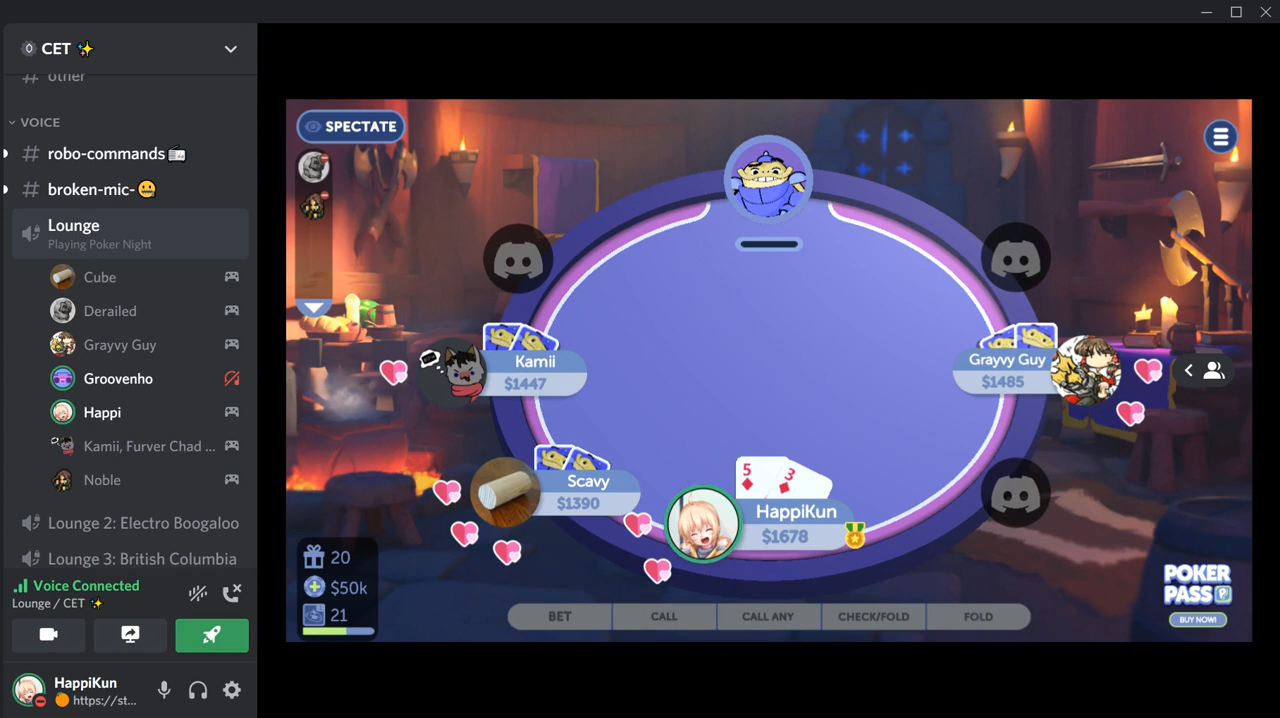 CET ✨
other
VOICE
robo-commands📻
broken-mic-🤐
Lounge
Playing Poker Night
Cube
Derailed
Grayvy Guy
Groovenho
Happi
Kamii, Furver Chad ...
Noble
Lounge 2: Electro Boogaloo
Lounge 3: British Columbia
Voice Connected
Lounge / CET ✨
HappiKun
https://st...
SPECTATE
Kamii
$1447
Grayvy Guy
$1485
Scavy
$1390
5
3
HappiKun
$1678
20
$50k
21
BET
CALL
CALL ANY
CHECK/FOLD
FOLD
POKER
PASS P
BUY NOW!